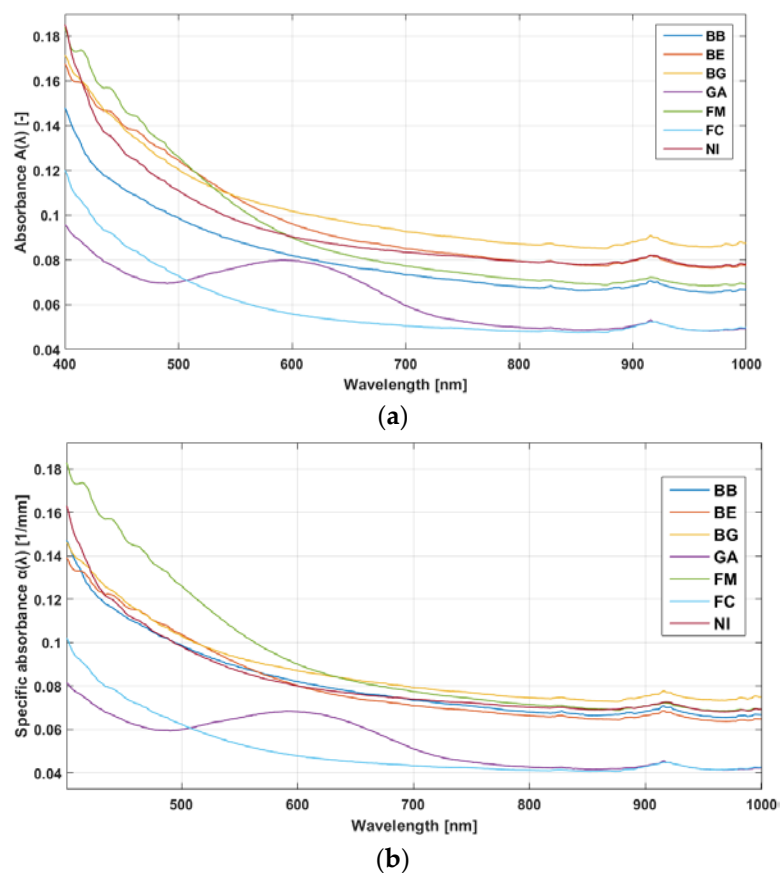 0.18
0.16
0.14
0.12
0.1
0.08
0.06
0.04
Absorbance A(λ) [-]
BB
BE
BG
GA
FM
FC
NI
400 500 600 700 800 900 1000
Wavelength [nm]
(a)
0.18
0.16
0.14
0.12
0.1
0.08
0.06
0.04
Specific absorbance α(λ) [1/mm]
BB
BE
BG
GA
FM
FC
NI
500 600 700 800 900 1000
Wavelength [nm]
(b)